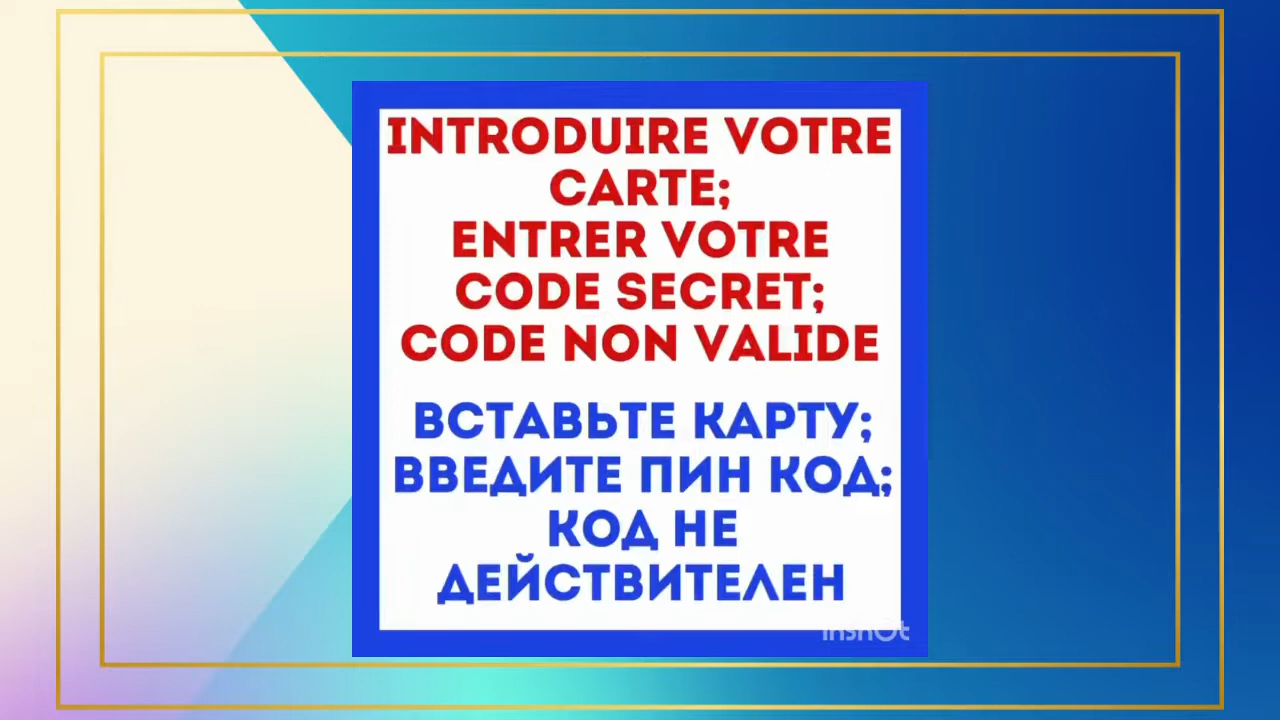 INTRODUIRE VOTRE
CARTE;
ENTRER VOTRE
CODE SECRET;
CODE NON VALIDE
ВСТАВЬТЕ КАРТУ;
ВВЕДИТЕ ПИН КОД;
КОД НЕ
ДЕЙСТВИТЕЛЕН
InShOt